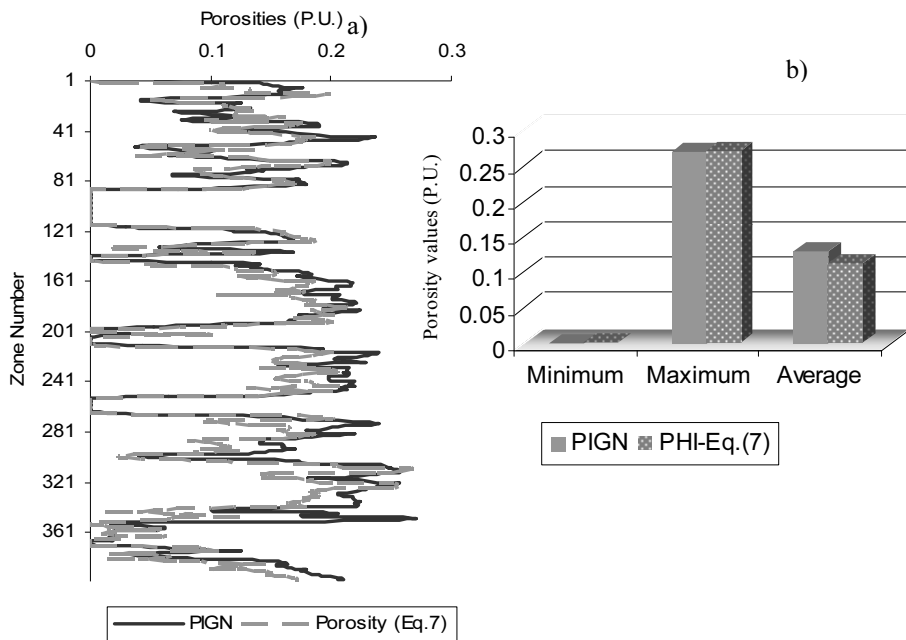 Porosities (P.U.) a)
0 0.1 0.2 0.3
1
41
81
121
161
201
241
281
321
361
Zone Number
PIGN Porosity (Eq.7)
b)
Porosity values (P.U.)
0.3
0.25
0.2
0.15
0.1
0.05
0
Minimum Maximum Average
PIGN PHI-Eq.(7)